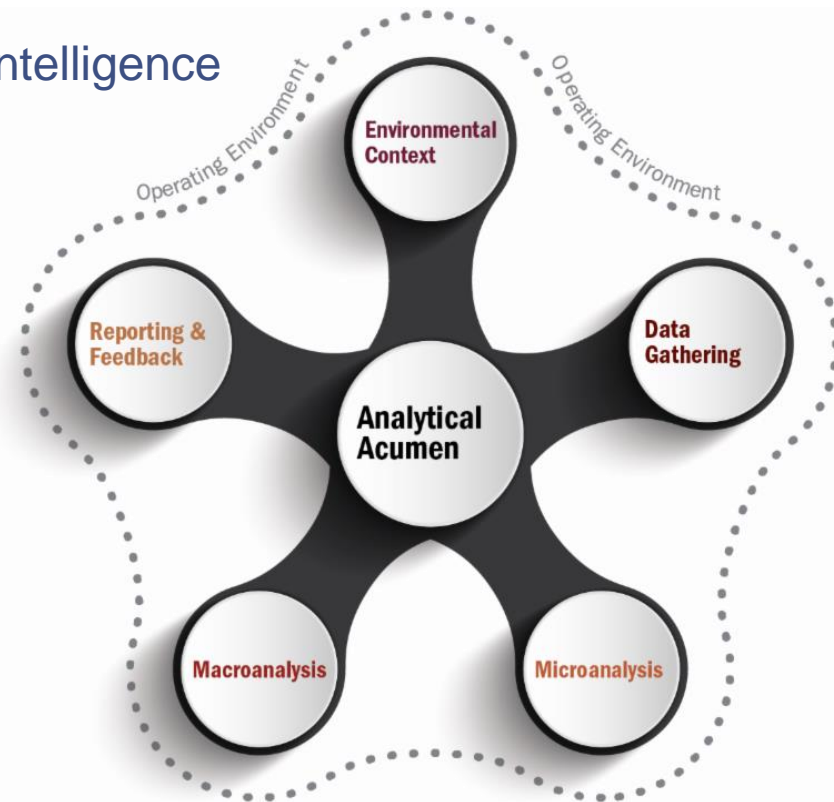 ntelligence
Operating Environment
Operating Environment
Environmental
Context
Reporting &
Feedback
Data
Gathering
Analytical
Acumen
Macroanalysis
Microanalysis